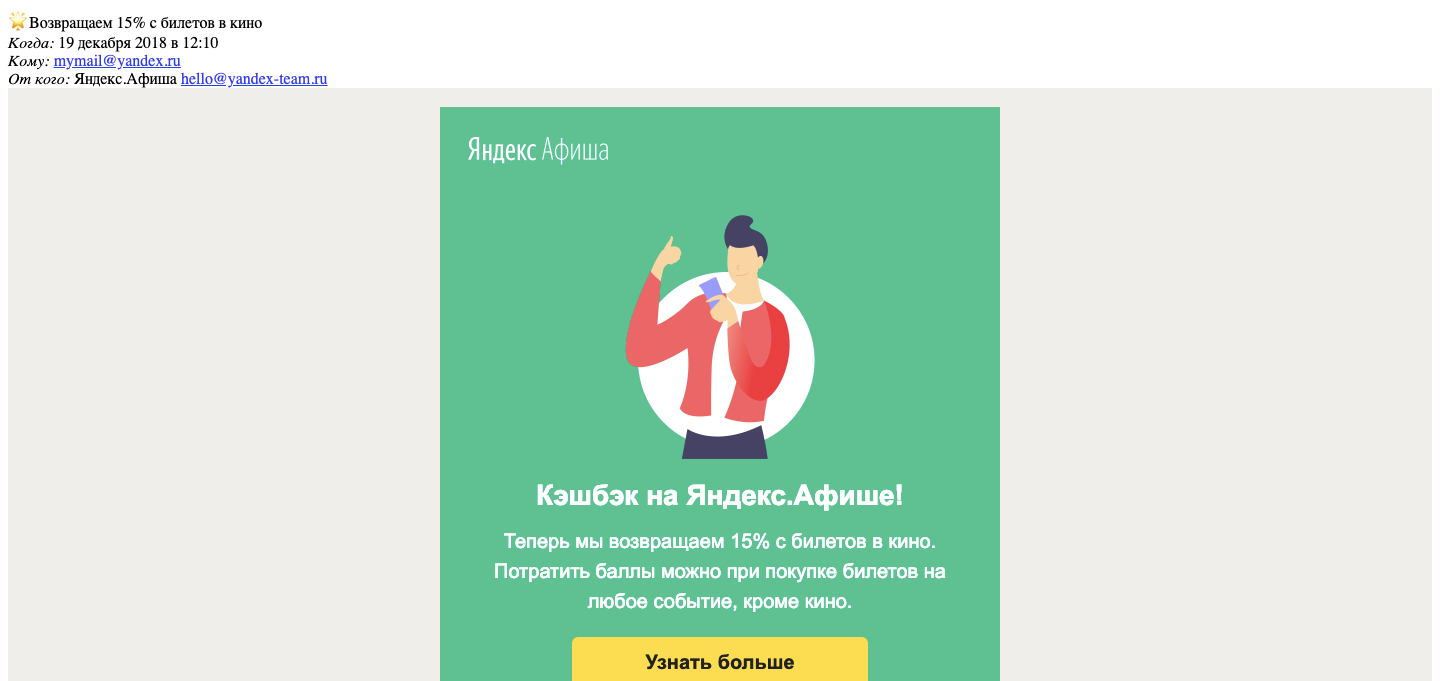 🌟Возвращаем 15% с билетов в кино
Когда: 19 декабря 2018 в 12:10
Кому: mymail@yandex.ru
От кого: Яндекс.Афиша hello@yandex-team.ru
Яндекс Афиша
Кэшбэк на Яндекс.Афише!
Теперь мы возвращаем 15% с билетов в кино.
Потратить баллы можно при покупке билетов на
любое событие, кроме кино.
Узнать больше